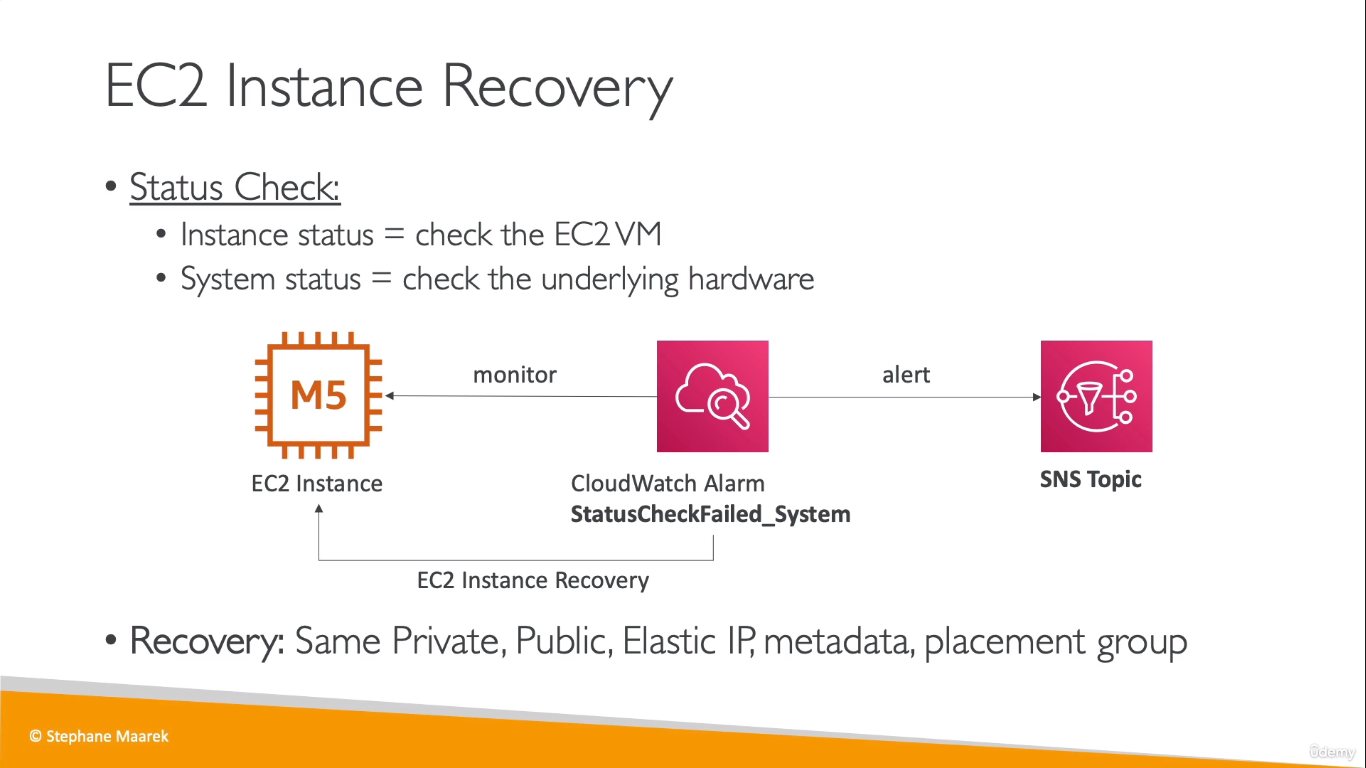 EC2 Instance Recovery
• Status Check:
• Instance status = check the EC2 VM
• System status = check the underlying hardware
M5
monitor
alert
EC2 Instance
CloudWatch Alarm
StatusCheckFailed_System
SNS Topic
EC2 Instance Recovery
• Recovery: Same Private, Public, Elastic IP, metadata, placement group
© Stephane Maarek
ûdemy